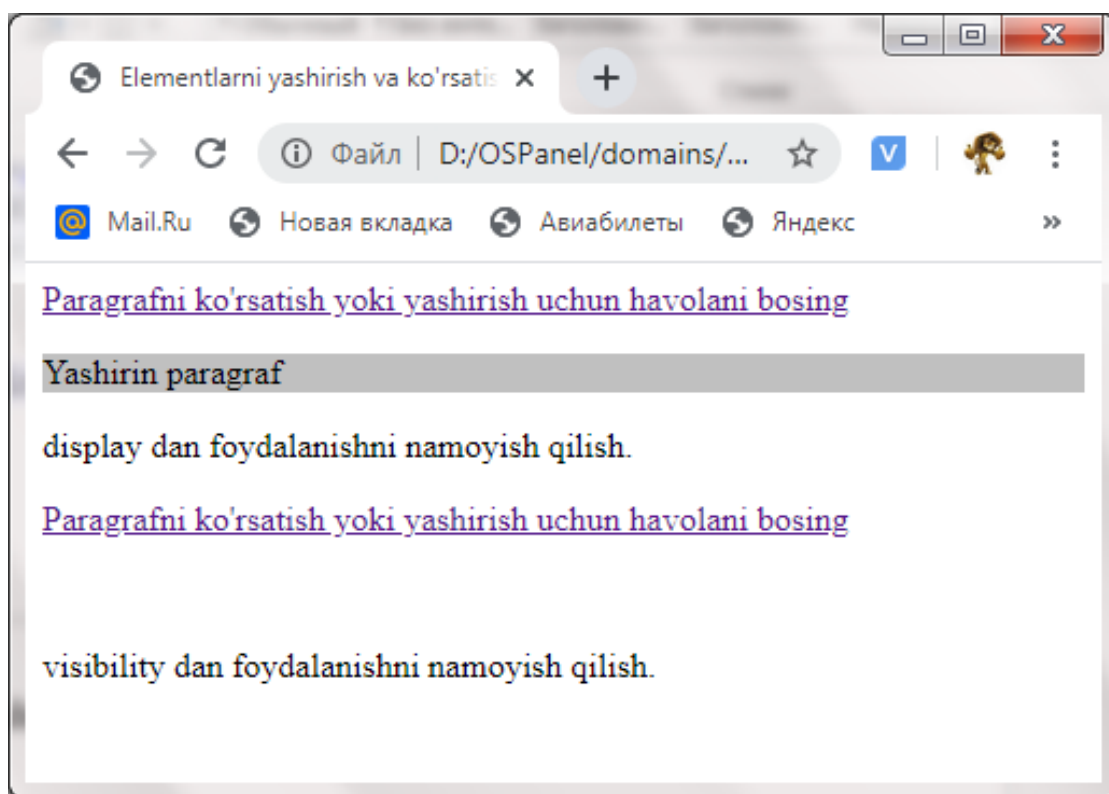 Elementlarni yashirish va ko'rsatis
Файл | D:/OSPanel/domains/...
V
@ Mail.Ru Новая вкладка Авиабилеты Яндекс »
Paragrafni ko'rsatish yoki yashirish uchun havolani bosing
Yashirin paragraf
display dan foydalanishni namoyish qilish.
Paragrafni ko'rsatish yoki yashirish uchun havolani bosing
visibility dan foydalanishni namoyish qilish.